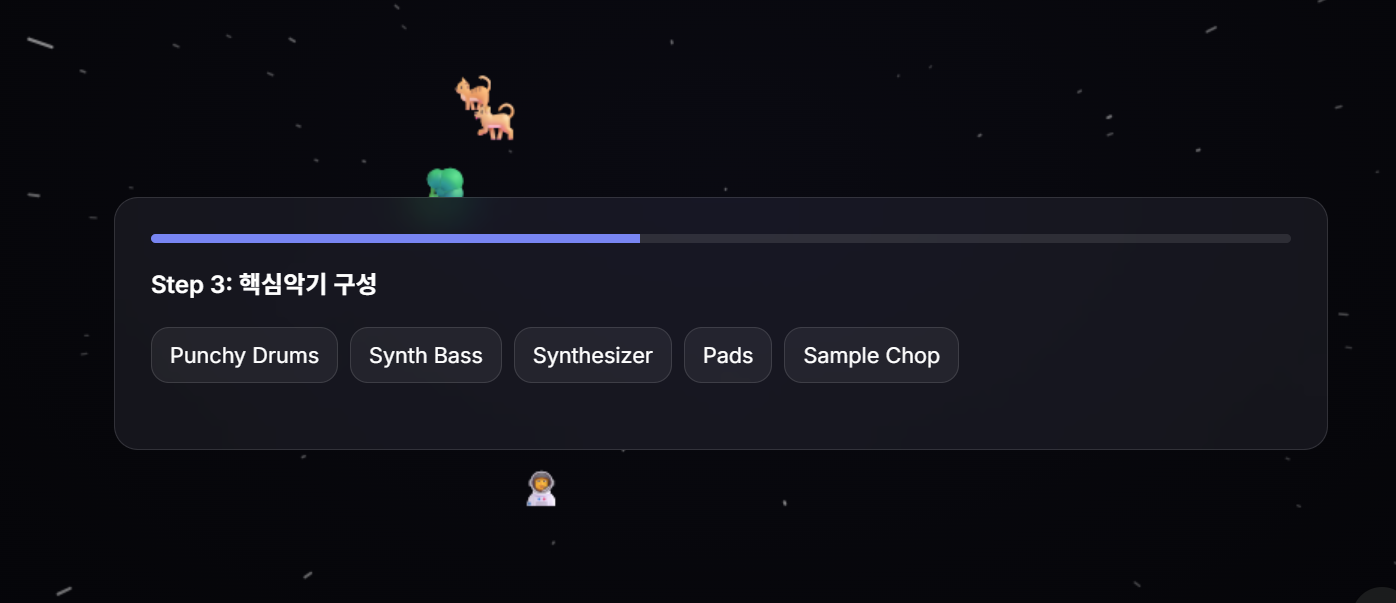 Step 3: 핵심악기 구성
Punchy Drums Synth Bass Synthesizer Pads Sample Chop